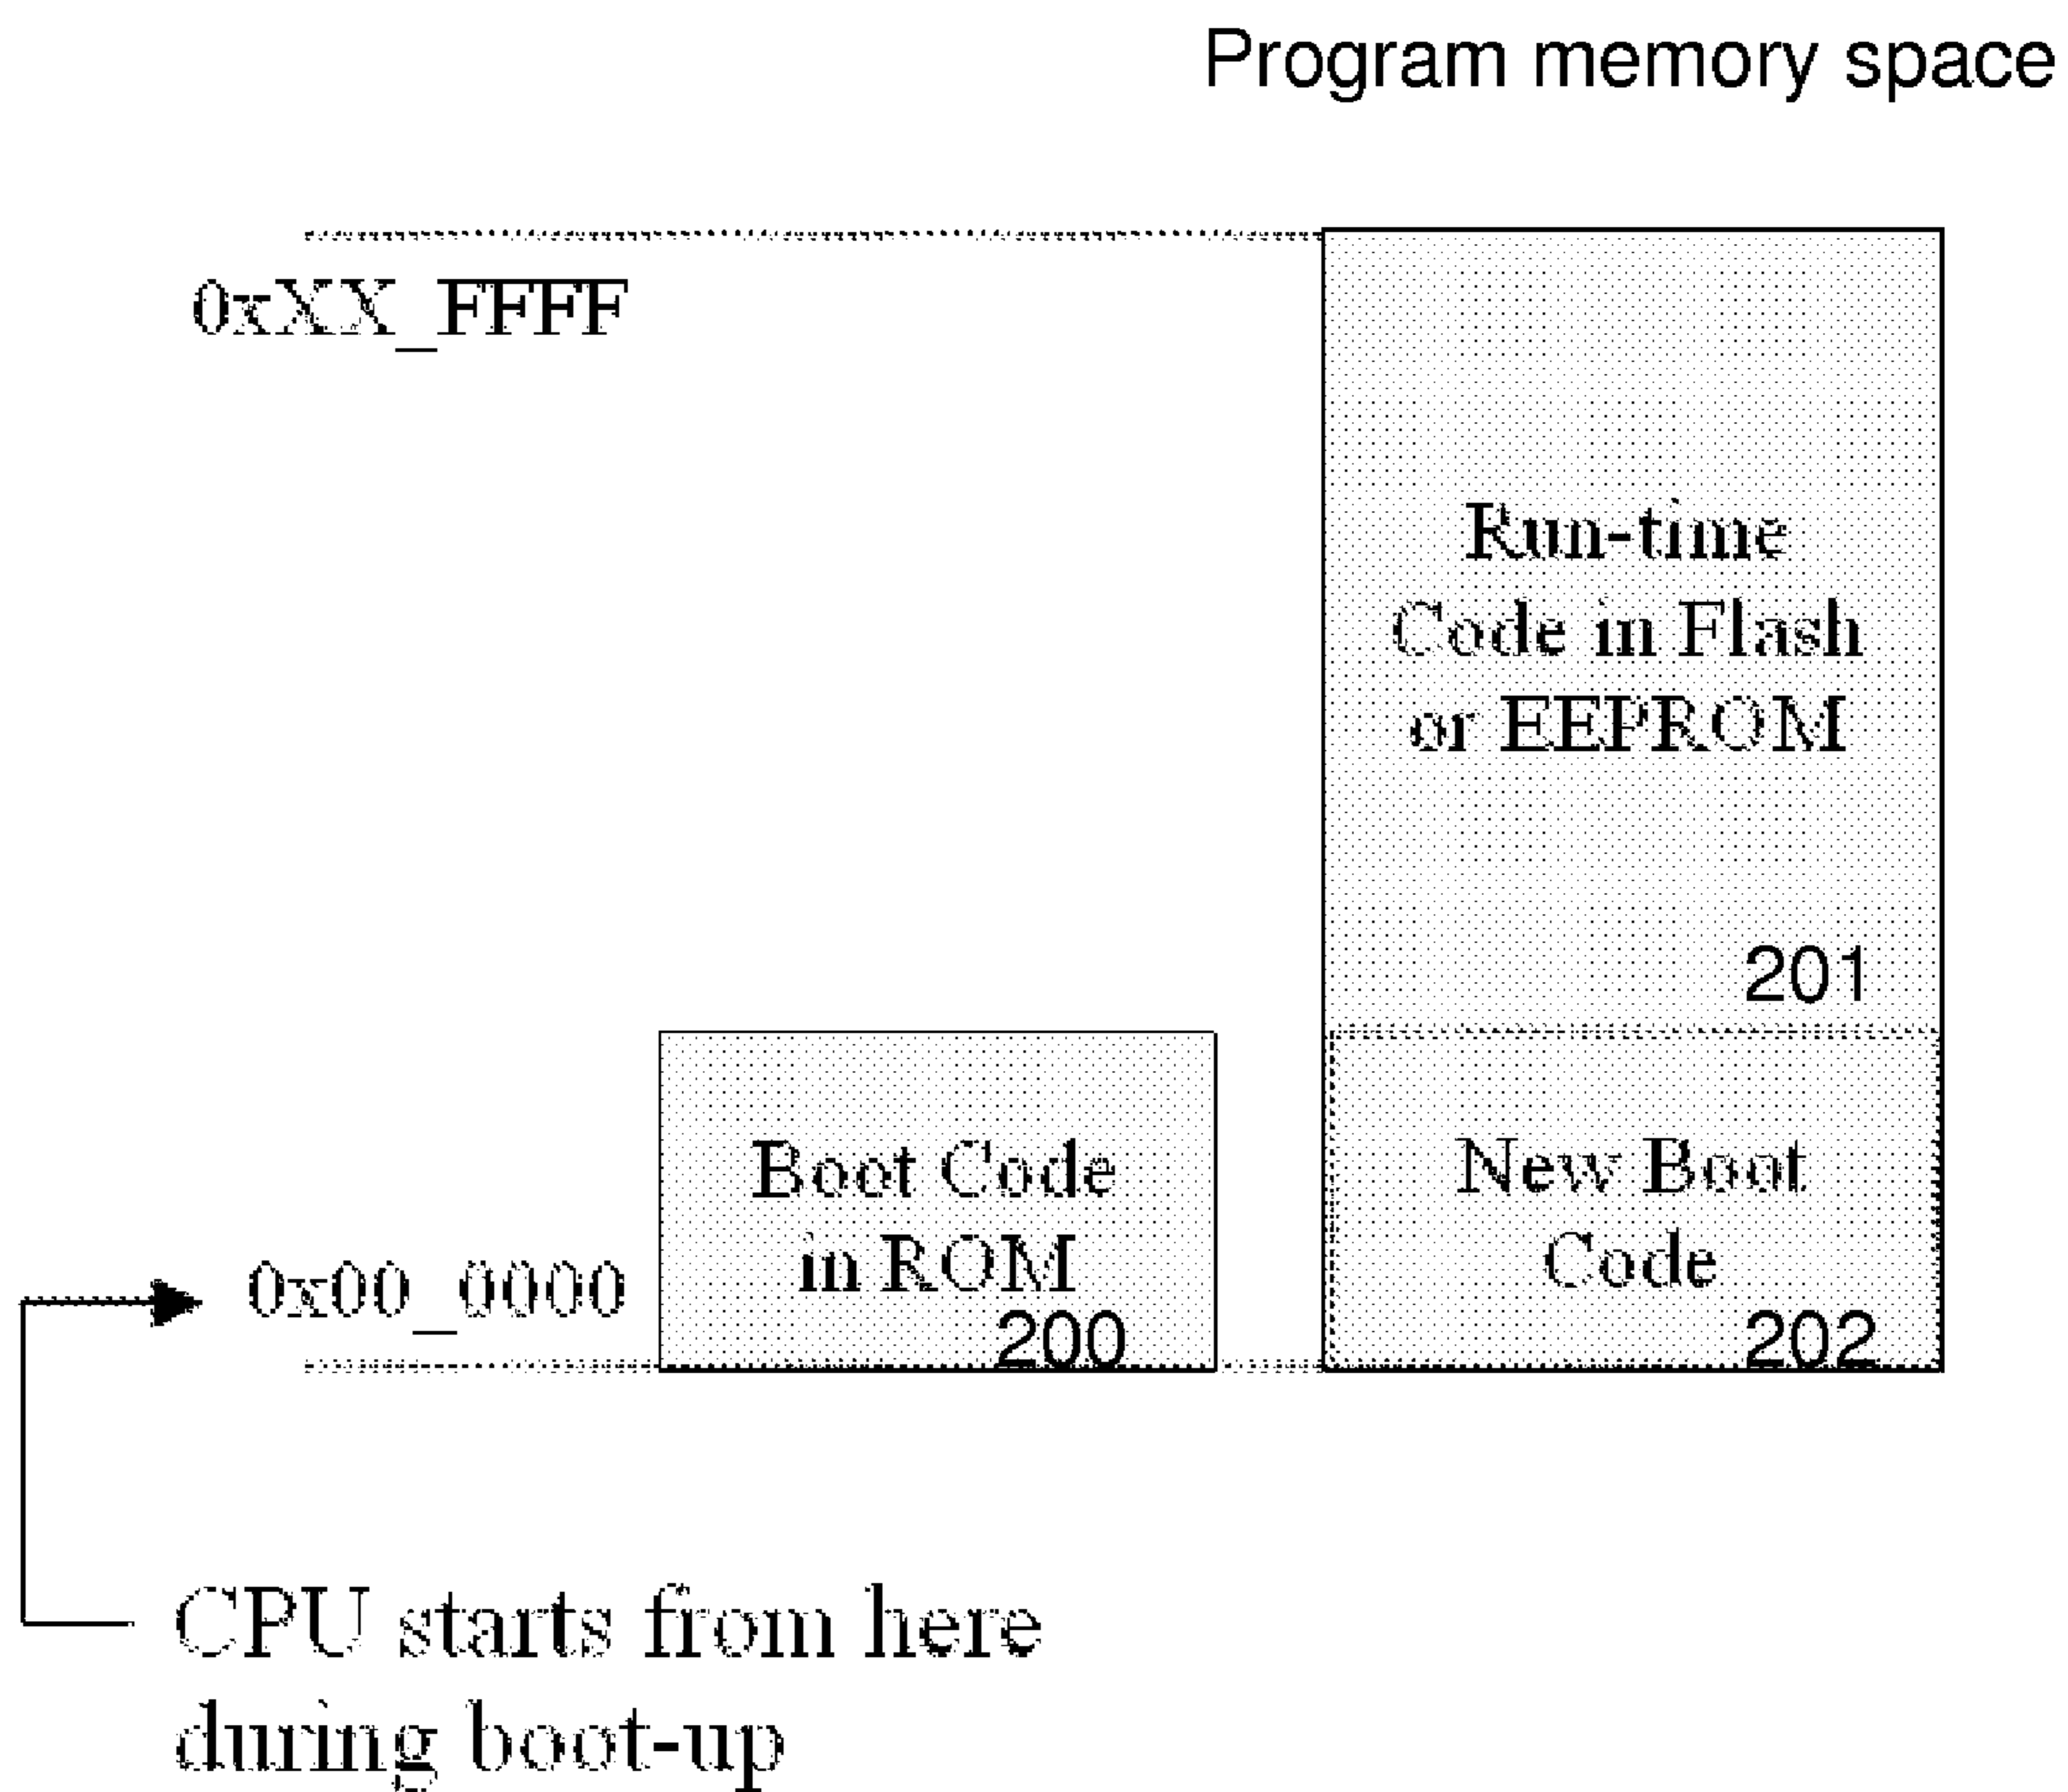 Program memory space
0xXX_FFFF
Run-time
Code in Flash
or EEPROM
201
Boot Code
in ROM
200
New Boot
Code
202
0x00_0000
CPU starts from here
during boot-up